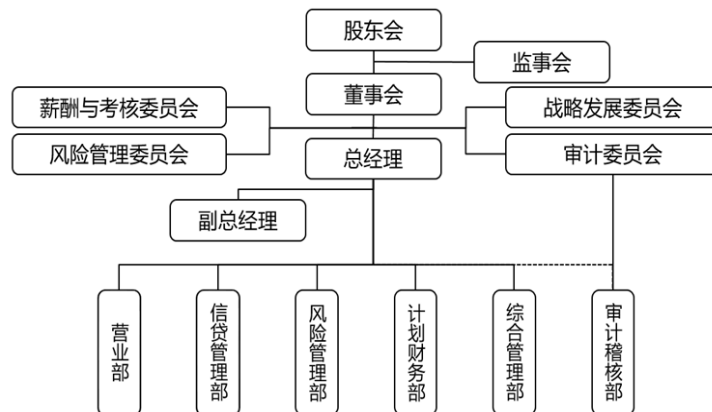 股东会
监事会
董事会
薪酬与考核委员会
战略发展委员会
风险管理委员会
总经理
审计委员会
副总经理
营业部
信贷管理部
风险管理部
计划财务部
综合管理部
审计稽核部